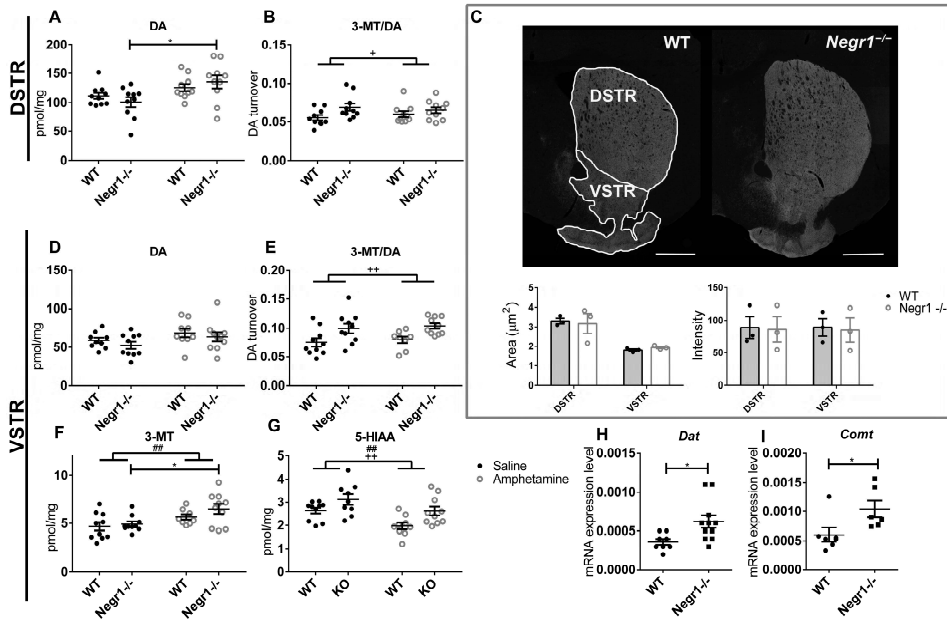 DSTR
A
DA
*
200
150
100
50
0
pmol/mg
WT
Negr1-/-
WT
Negr1-/-
B
3-MT/DA
+
0.15
0.10
0.05
0.00
DA turnover
WT
Negr1-/-
WT
Negr1-/-
C
WT
Negr1⁻/⁻
DSTR
VSTR
Area (μm²)
5
4
3
2
1
0
DSTR
VSTR
Intensity
150
100
50
0
DSTR
VSTR
WT
Negr1 -/-
VSTR
D
DA
150
100
50
0
pmol/mg
WT
Negr1-/-
WT
Negr1-/-
E
3-MT/DA
++
0.20
0.15
0.10
0.05
0.00
DA turnover
WT
Negr1-/-
WT
Negr1-/-
F
3-MT
##
*
10
5
0
pmol/mg
WT
Negr1-/-
WT
Negr1-/-
G
5-HIAA
##
++
5
4
3
2
1
0
pmol/mg
WT
KO
WT
KO
Saline
Amphetamine
H
Dat
*
0.0015
0.0010
0.0005
0.0000
mRNA expression level
WT
Negr1-/-
I
Comt
*
0.0020
0.0015
0.0010
0.0005
0.0000
mRNA expression level
WT
Negr1-/-